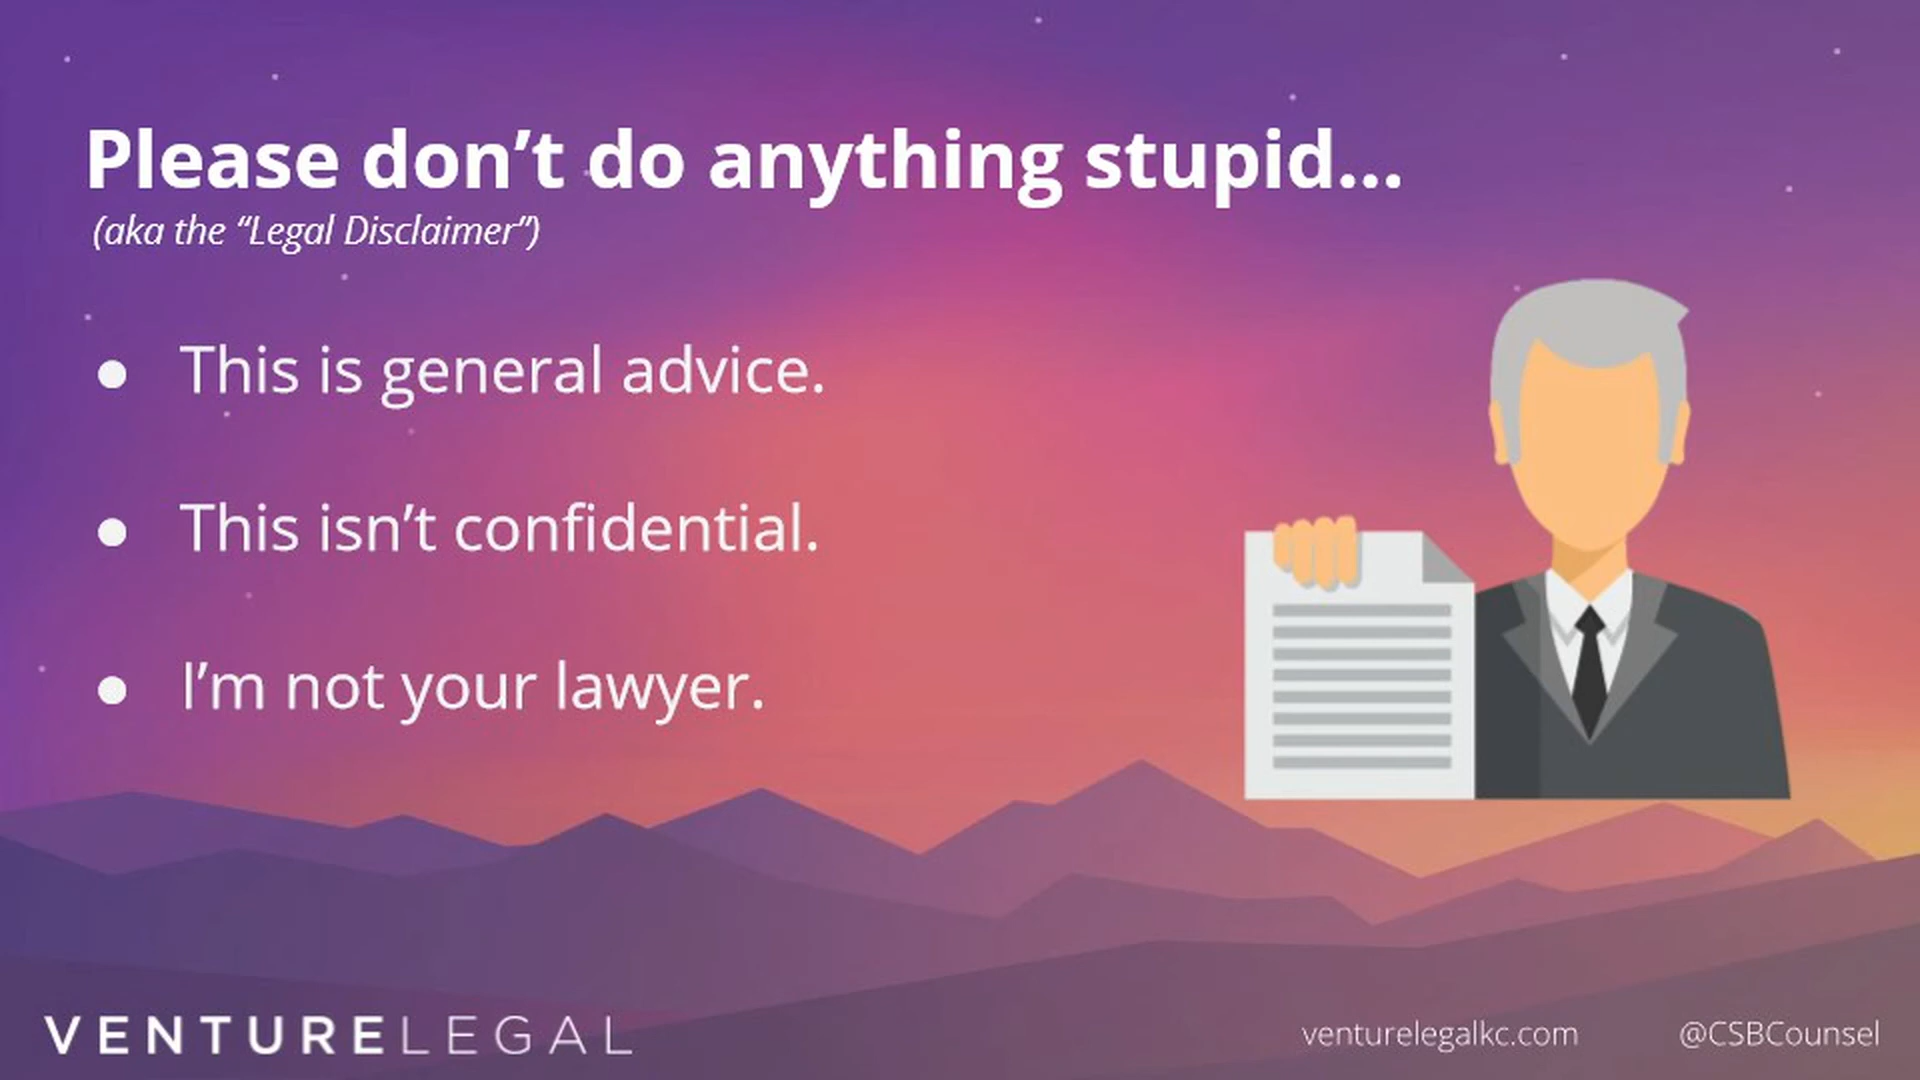 Please don’t do anything stupid...
(aka the “Legal Disclaimer”)
● This is general advice.
● This isn’t confidential.
● I’m not your lawyer.
VENTURELEGAL
venturelegalkc.com
@CSBCounsel